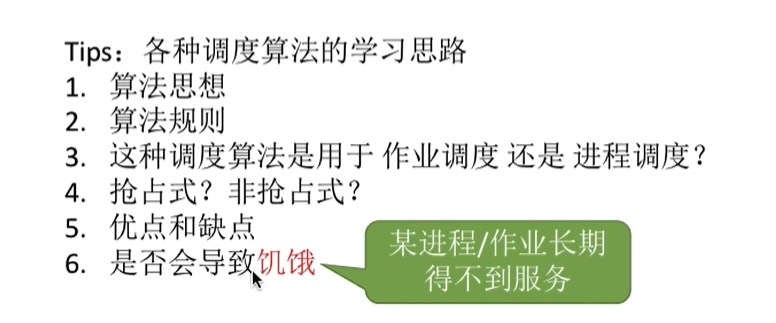 Tips：各种调度算法的学习思路
1. 算法思想
2. 算法规则
3. 这种调度算法是用于 作业调度 还是 进程调度？
4. 抢占式？非抢占式？
5. 优点和缺点
6. 是否会导致饥饿
某进程/作业长期
得不到服务